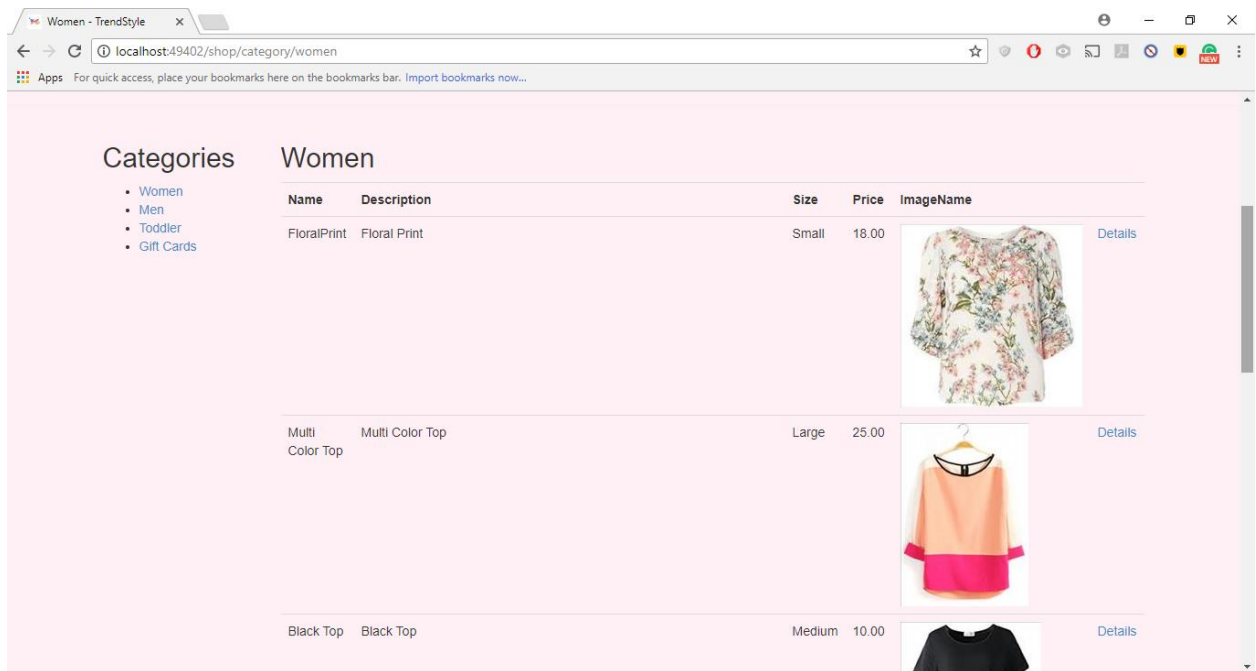 Women - TrendStyle
localhost:49402/shop/category/women
NEW
Apps For quick access, place your bookmarks here on the bookmarks bar. Import bookmarks now...
Categories
Women
Men
Toddler
Gift Cards
Women
Name Description Size Price ImageName
FloralPrint Floral Print Small 18.00 Details
Multi Color Top Multi Color Top Large 25.00 Details
Black Top Black Top Medium 10.00 Details